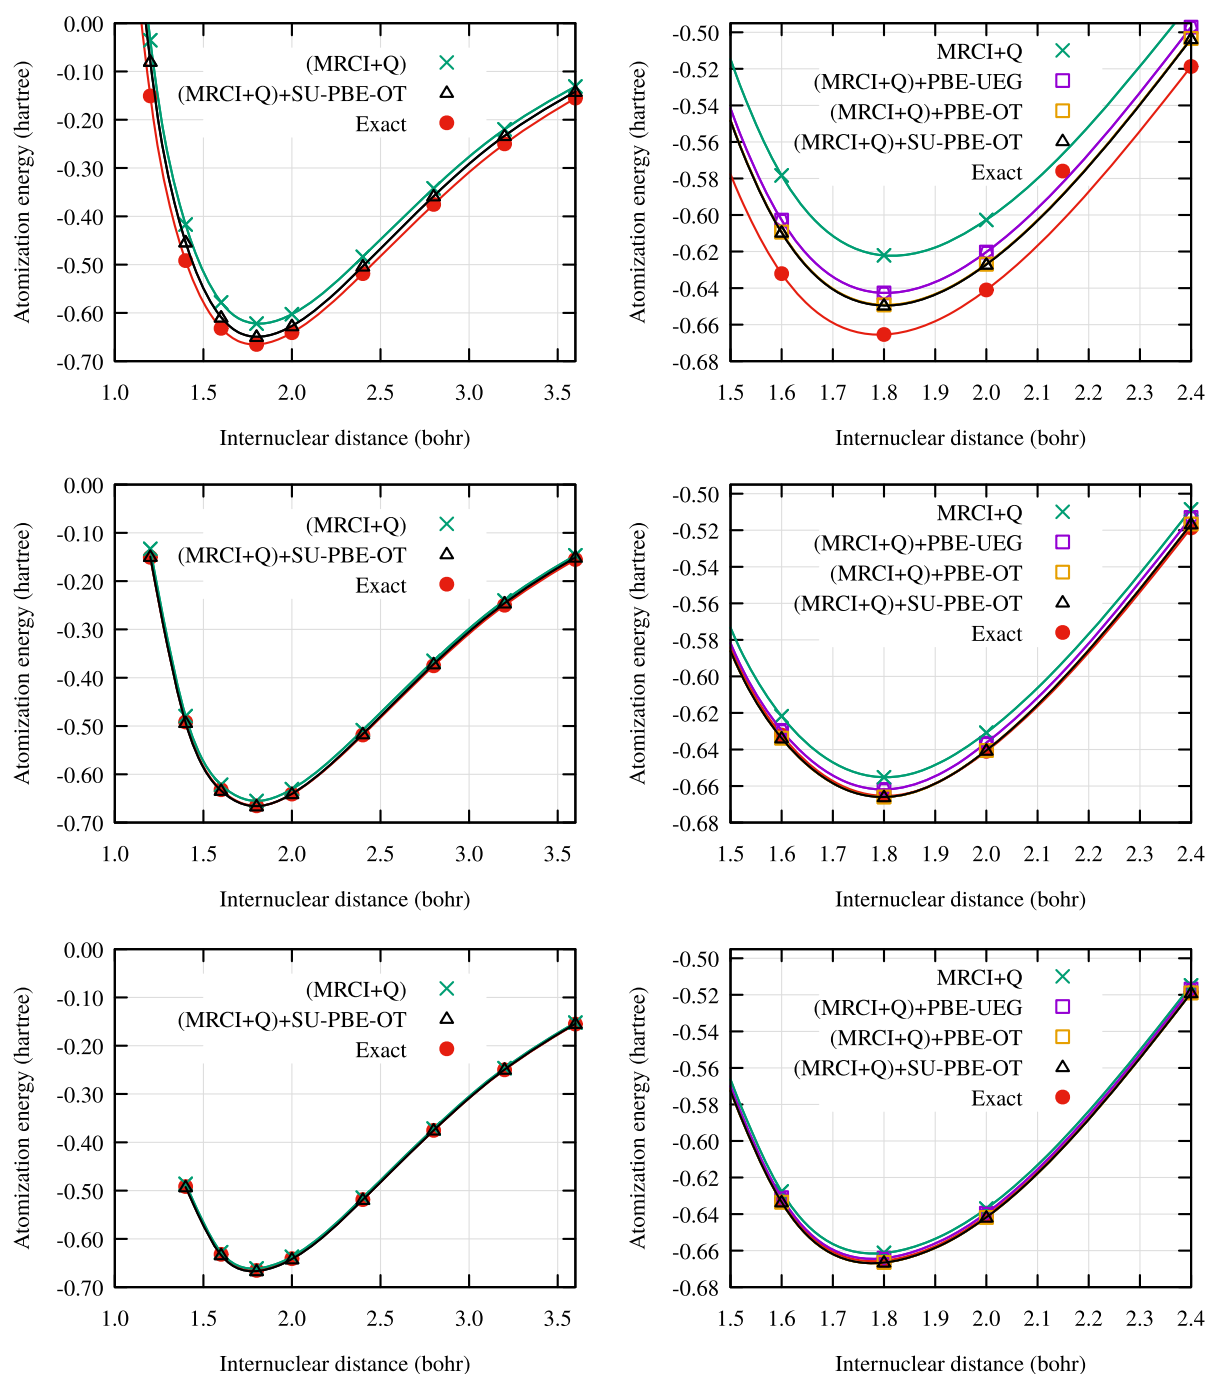 0.00
-0.10
-0.20
-0.30
-0.40
-0.50
-0.60
-0.70
Atomization energy (hartree)
(MRCI+Q)
(MRCI+Q)+SU-PBE-OT
Exact
1.0 1.5 2.0 2.5 3.0 3.5
Internuclear distance (bohr)
-0.50
-0.52
-0.54
-0.56
-0.58
-0.60
-0.62
-0.64
-0.66
-0.68
Atomization energy (hartree)
MRCI+Q
(MRCI+Q)+PBE-UEG
(MRCI+Q)+PBE-OT
(MRCI+Q)+SU-PBE-OT
Exact
1.5 1.6 1.7 1.8 1.9 2.0 2.1 2.2 2.3 2.4
Internuclear distance (bohr)
0.00
-0.10
-0.20
-0.30
-0.40
-0.50
-0.60
-0.70
Atomization energy (hartree)
(MRCI+Q)
(MRCI+Q)+SU-PBE-OT
Exact
1.0 1.5 2.0 2.5 3.0 3.5
Internuclear distance (bohr)
-0.50
-0.52
-0.54
-0.56
-0.58
-0.60
-0.62
-0.64
-0.66
-0.68
Atomization energy (hartree)
MRCI+Q
(MRCI+Q)+PBE-UEG
(MRCI+Q)+PBE-OT
(MRCI+Q)+SU-PBE-OT
Exact
1.5 1.6 1.7 1.8 1.9 2.0 2.1 2.2 2.3 2.4
Internuclear distance (bohr)
0.00
-0.10
-0.20
-0.30
-0.40
-0.50
-0.60
-0.70
Atomization energy (hartree)
(MRCI+Q)
(MRCI+Q)+SU-PBE-OT
Exact
1.0 1.5 2.0 2.5 3.0 3.5
Internuclear distance (bohr)
-0.50
-0.52
-0.54
-0.56
-0.58
-0.60
-0.62
-0.64
-0.66
-0.68
Atomization energy (hartree)
MRCI+Q
(MRCI+Q)+PBE-UEG
(MRCI+Q)+PBE-OT
(MRCI+Q)+SU-PBE-OT
Exact
1.5 1.6 1.7 1.8 1.9 2.0 2.1 2.2 2.3 2.4
Internuclear distance (bohr)